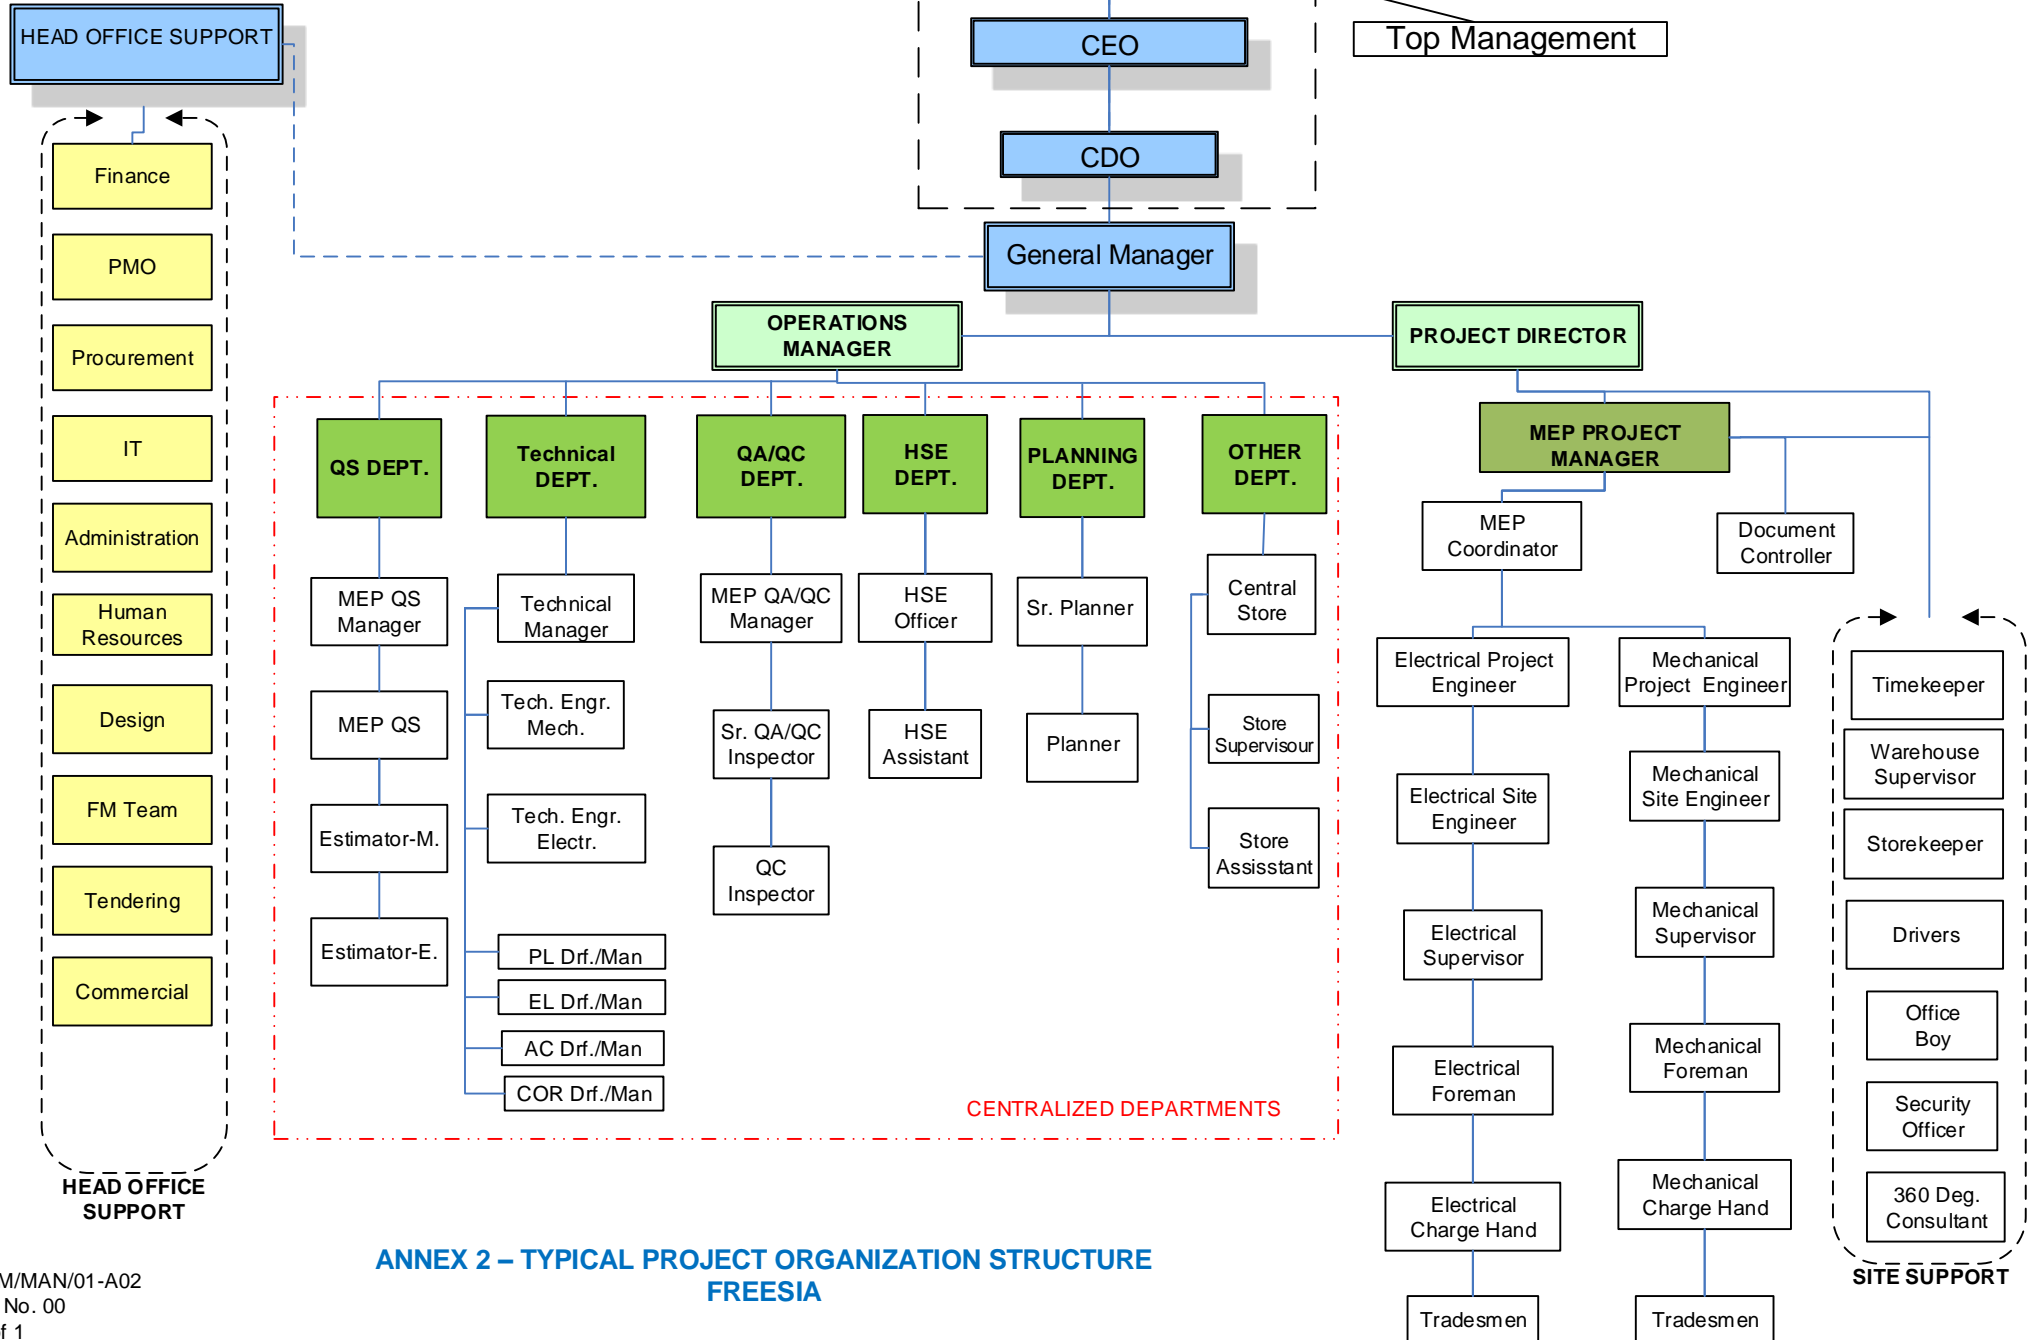 HEAD OFFICE SUPPORT
CEO
Top Management
CDO
General Manager
Finance
PMO
Procurement
IT
Administration
Human
Resources
Design
FM Team
Tendering
Commercial
HEAD OFFICE
SUPPORT
OPERATIONS
MANAGER
PROJECT DIRECTOR
QS DEPT.
Technical
DEPT.
QA/QC
DEPT.
HSE
DEPT.
PLANNING
DEPT.
OTHER
DEPT.
MEP QS
Manager
MEP QS
Estimator-M.
Estimator-E.
Technical
Manager
Tech. Engr.
Mech.
Tech. Engr.
Electr.
PL Drf./Man
EL Drf./Man
AC Drf./Man
COR Drf./Man
MEP QA/QC
Manager
Sr. QA/QC
Inspector
QC
Inspector
HSE
Officer
HSE
Assistant
Sr. Planner
Planner
Central
Store
Store
Supervisour
Store
Assisstant
CENTRALIZED DEPARTMENTS
MEP PROJECT
MANAGER
MEP
Coordinator
Document
Controller
Electrical Project
Engineer
Electrical Site
Engineer
Electrical
Supervisor
Electrical
Foreman
Electrical
Charge Hand
Tradesmen
Mechanical
Project Engineer
Mechanical
Site Engineer
Mechanical
Supervisor
Mechanical
Foreman
Mechanical
Charge Hand
Tradesmen
Timekeeper
Warehouse
Supervisor
Storekeeper
Drivers
Office
Boy
Security
Officer
360 Deg.
Consultant
SITE SUPPORT
ANNEX 2 – TYPICAL PROJECT ORGANIZATION STRUCTURE
FREESIA
M/MAN/01-A02
No. 00
f 1